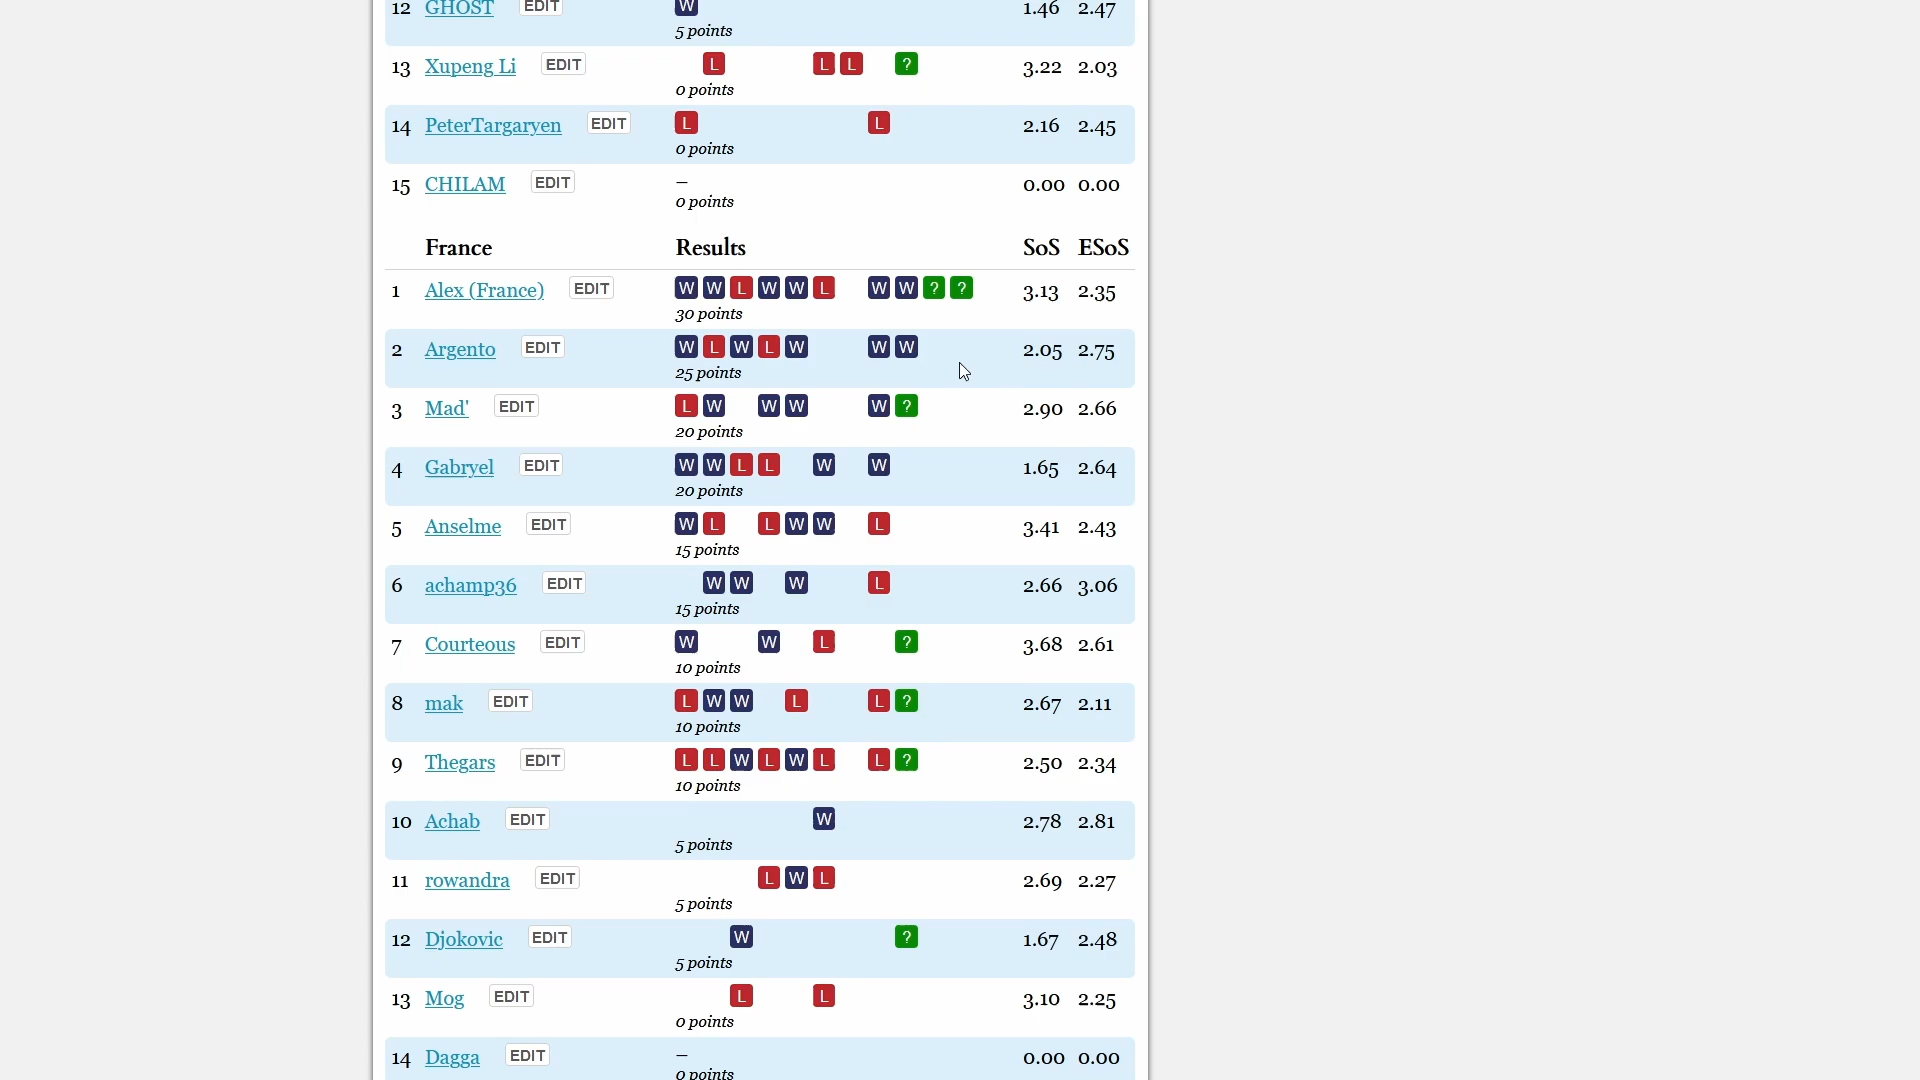 12 GHOST EDIT W 1.46 2.47
5 points
13 Xupeng Li EDIT L L L ? 3.22 2.03
0 points
14 PeterTargaryen EDIT L L 2.16 2.45
0 points
15 CHILAM EDIT – 0.00 0.00
0 points
France Results SoS ESoS
1 Alex (France) EDIT W W L W W L W W ? ? 3.13 2.35
30 points
2 Argento EDIT W L W L W W W 2.05 2.75
25 points
3 Mad' EDIT L W W W W ? 2.90 2.66
20 points
4 Gabryel EDIT W W L L W W 1.65 2.64
20 points
5 Anselme EDIT W L L W W L 3.41 2.43
15 points
6 achamp36 EDIT W W W L 2.66 3.06
15 points
7 Courteous EDIT W W L ? 3.68 2.61
10 points
8 mak EDIT L W W L L ? 2.67 2.11
10 points
9 Thegars EDIT L L W L W L L ? 2.50 2.34
10 points
10 Achab EDIT W 2.78 2.81
5 points
11 rowandra EDIT L W L 2.69 2.27
5 points
12 Djokovic EDIT W ? 1.67 2.48
5 points
13 Mog EDIT L L 3.10 2.25
0 points
14 Dagga EDIT – 0.00 0.00
0 points